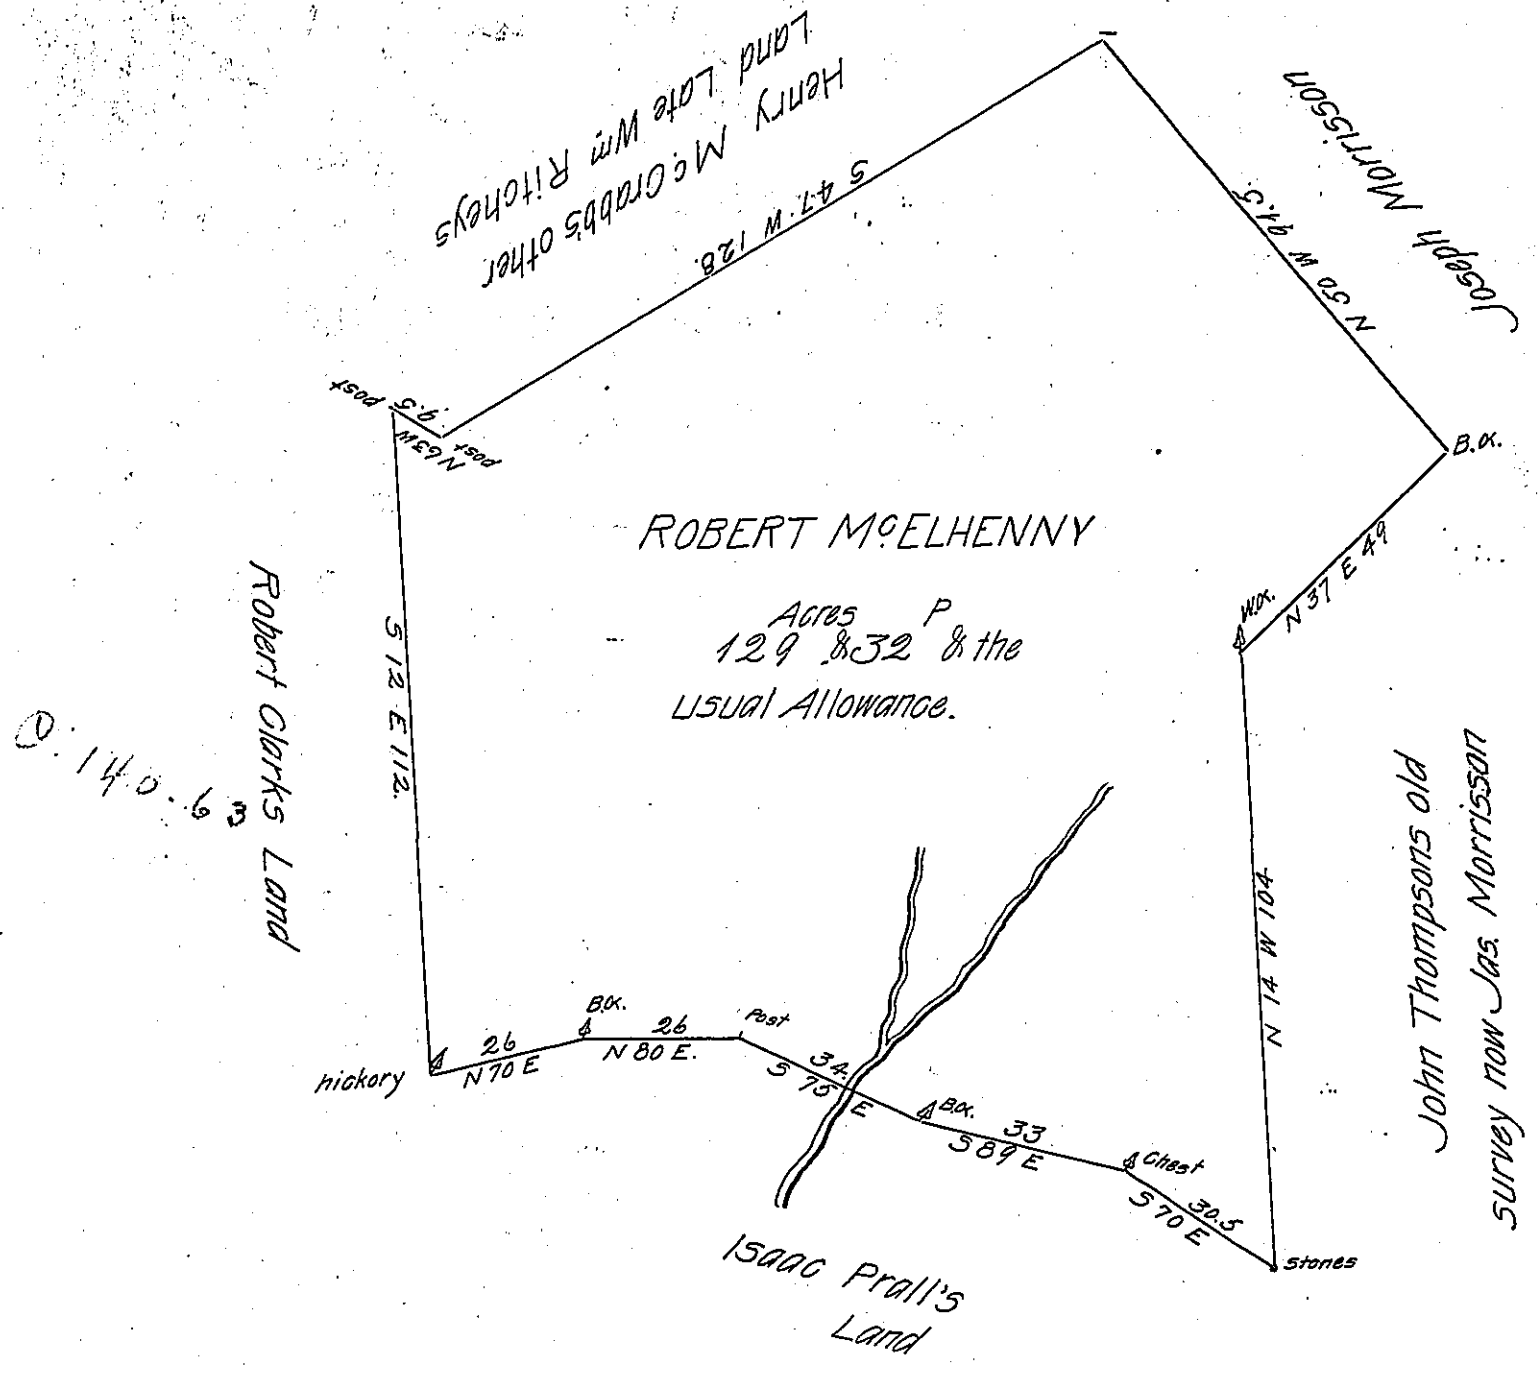 Henry McCrabb's other
Land Late Wm Ritcheys
Joseph Morrisson
S 47 W 128.
N 50 W 91.5
post
9.5
N 63 W
post
B.O.
N 37 E 49
W.O.
ROBERT McELHENNY
Acres P
129 & 32 & the
usual Allowance.
S 12 E 112.
Robert Clarks Land
D. 140.63
John Thompsons old
survey now Jas. Morrisson
N 14 W 104
hickory
26
N 70 E
B.O.
26
N 80 E.
Post
34.
S 75 E
B.O.
33
S 89 E
Chest
30.5
S 70 E
stones
Isaac Prall's
Land